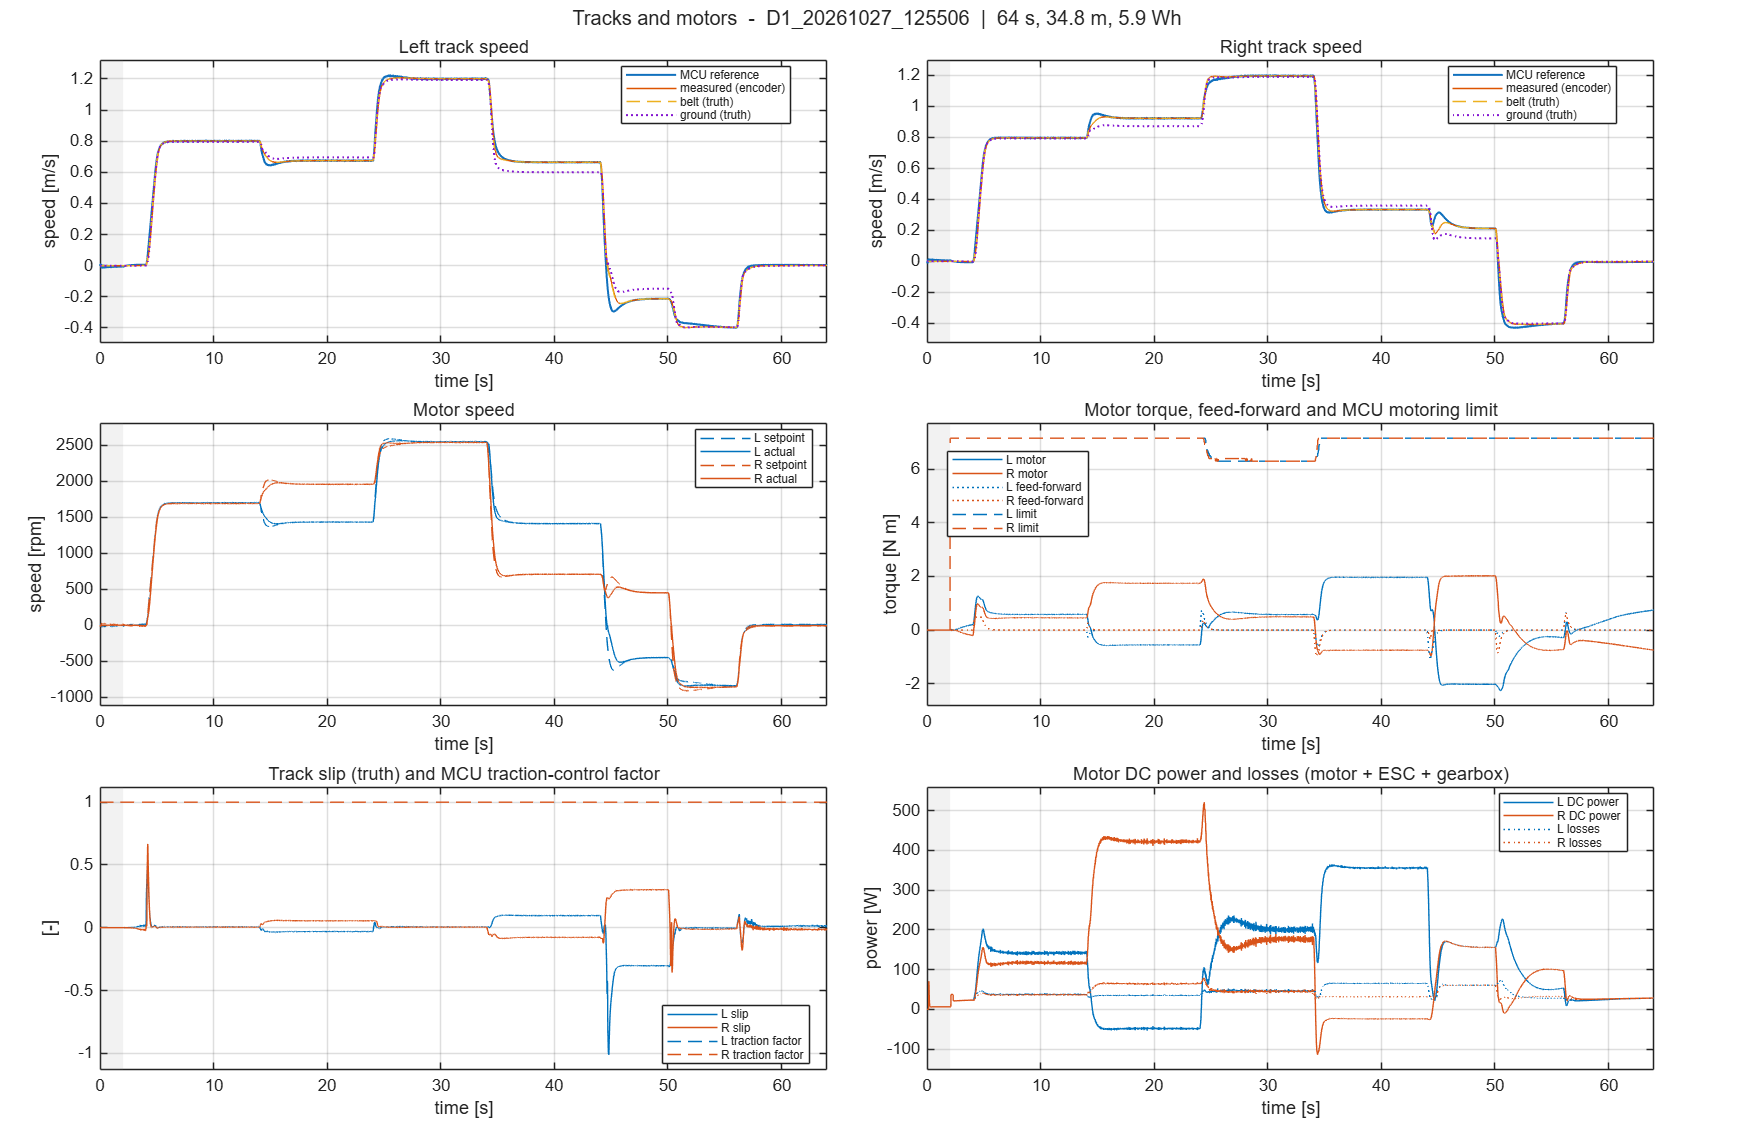 Tracks and motors - D1_20261027_125506 | 64 s, 34.8 m, 5.9 Wh
Left track speed
speed [m/s]
1.2
1
0.8
0.6
0.4
0.2
0
-0.2
-0.4
MCU reference
measured (encoder)
belt (truth)
ground (truth)
0 10 20 30 40 50 60
time [s]
Right track speed
speed [m/s]
1.2
1
0.8
0.6
0.4
0.2
0
-0.2
-0.4
MCU reference
measured (encoder)
belt (truth)
ground (truth)
0 10 20 30 40 50 60
time [s]
Motor speed
speed [rpm]
2500
2000
1500
1000
500
0
-500
-1000
L setpoint
L actual
R setpoint
R actual
0 10 20 30 40 50 60
time [s]
Motor torque, feed-forward and MCU motoring limit
torque [N m]
6
4
2
0
-2
L motor
R motor
L feed-forward
R feed-forward
L limit
R limit
0 10 20 30 40 50 60
time [s]
Track slip (truth) and MCU traction-control factor
[-]
1
0.5
0
-0.5
-1
L slip
R slip
L traction factor
R traction factor
0 10 20 30 40 50 60
time [s]
Motor DC power and losses (motor + ESC + gearbox)
power [W]
500
400
300
200
100
0
-100
L DC power
R DC power
L losses
R losses
0 10 20 30 40 50 60
time [s]